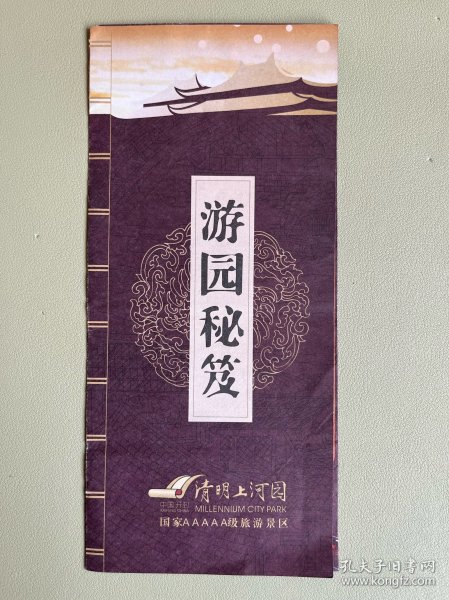 游园秘笈
清明上河园
中国开封
MILLENNIUM CITY PARK
国家AAAAA级旅游景区
孔夫子旧书网
kongfz.com